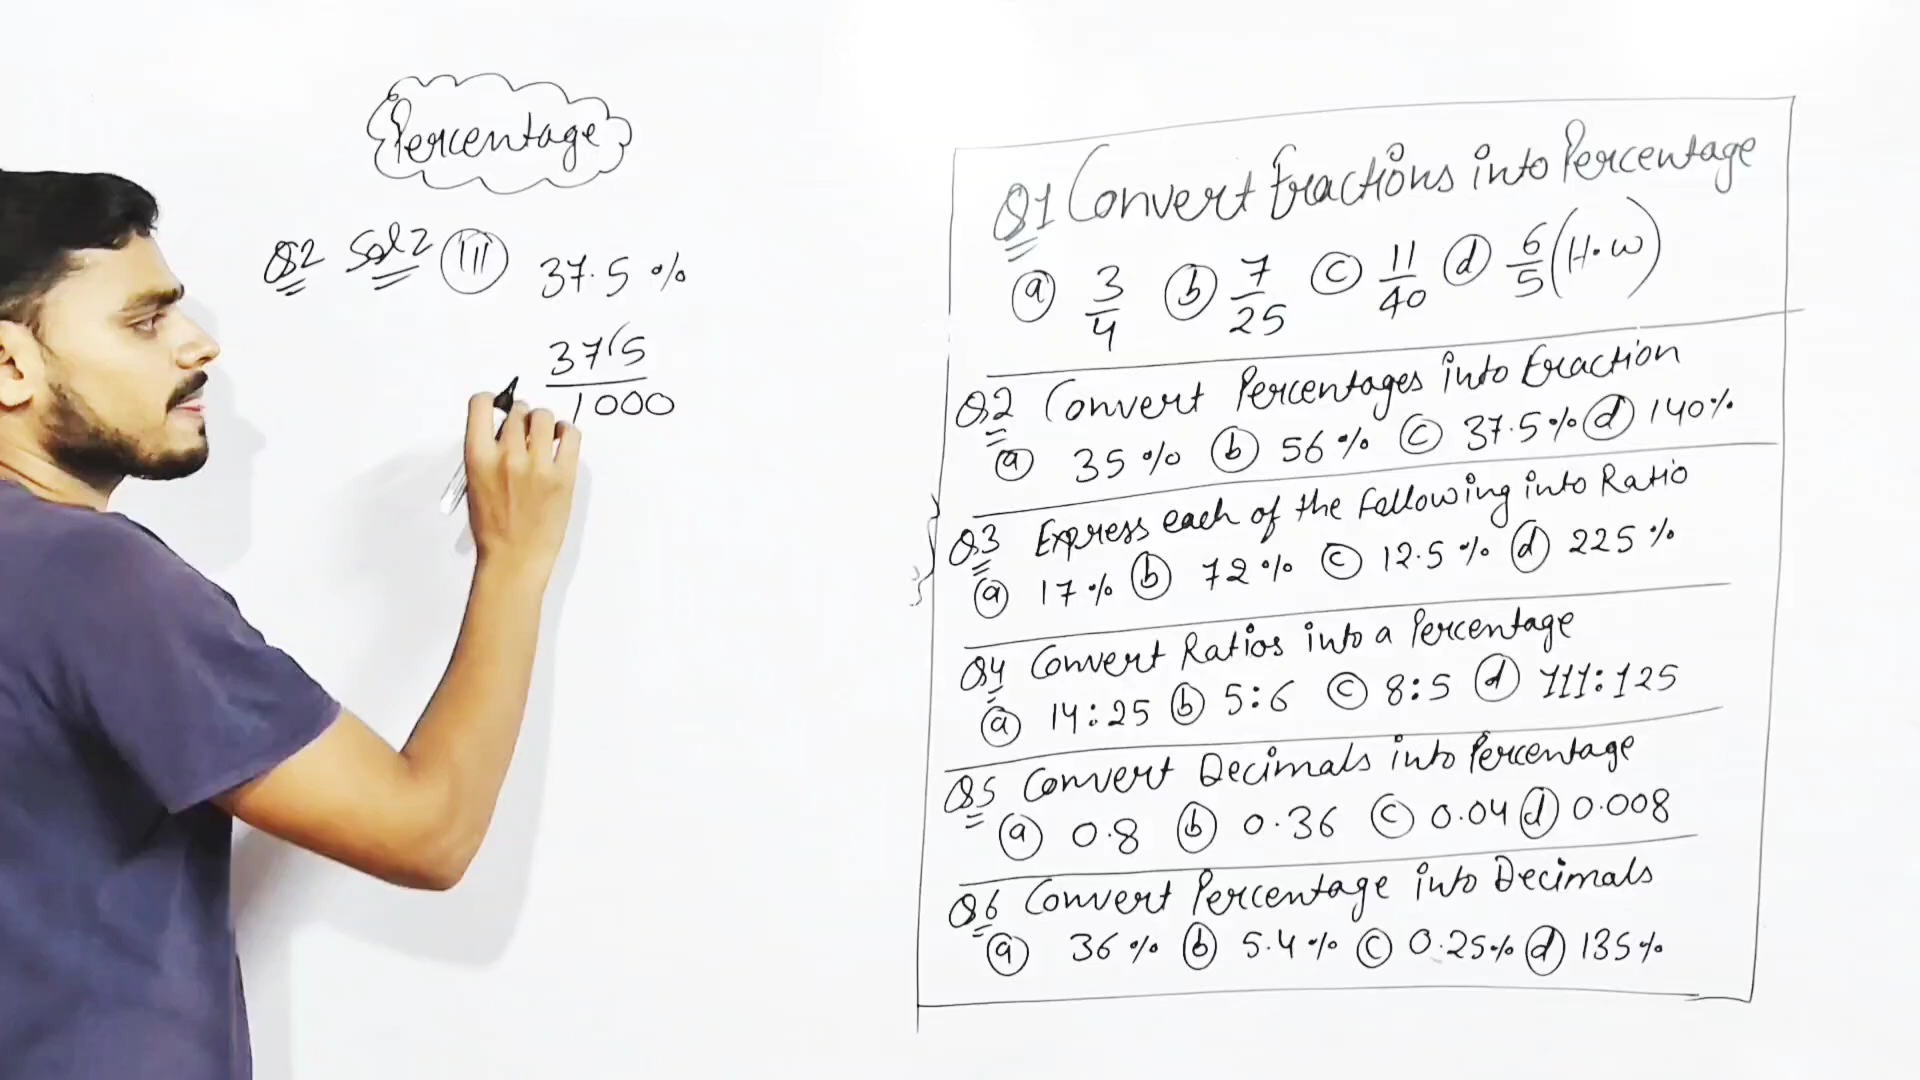 Percentage
Q2 Sol2 (iii) 37.5 %
375
1000
Q1 Convert Fractions into Percentage
(a) 3/4 (b) 7/25 (c) 11/40 (d) 6/5 (H.W)
Q2 Convert Percentages into Fraction
(a) 35 % (b) 56 % (c) 37.5 % (d) 140 %
Q3 Express each of the Following into Ratio
(a) 17 % (b) 72 % (c) 12.5 % (d) 225 %
Q4 Convert Ratios into a Percentage
(a) 14:25 (b) 5:6 (c) 8:5 (d) 111:125
Q5 Convert Decimals into Percentage
(a) 0.8 (b) 0.36 (c) 0.04 (d) 0.008
Q6 Convert Percentage into Decimals
(a) 36 % (b) 5.4 % (c) 0.25 % (d) 135 %